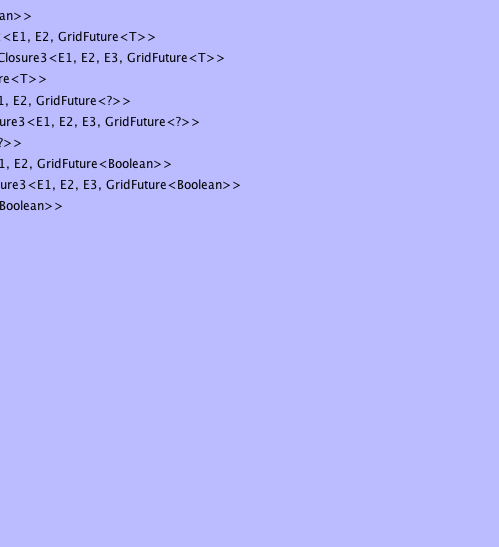 an>>
<E1, E2, GridFuture<T>>
Closure3<E1, E2, E3, GridFuture<T>>
re<T>>
1, E2, GridFuture<?>>
ure3<E1, E2, E3, GridFuture<?>>
?>>
1, E2, GridFuture<Boolean>>
ure3<E1, E2, E3, GridFuture<Boolean>>
Boolean>>